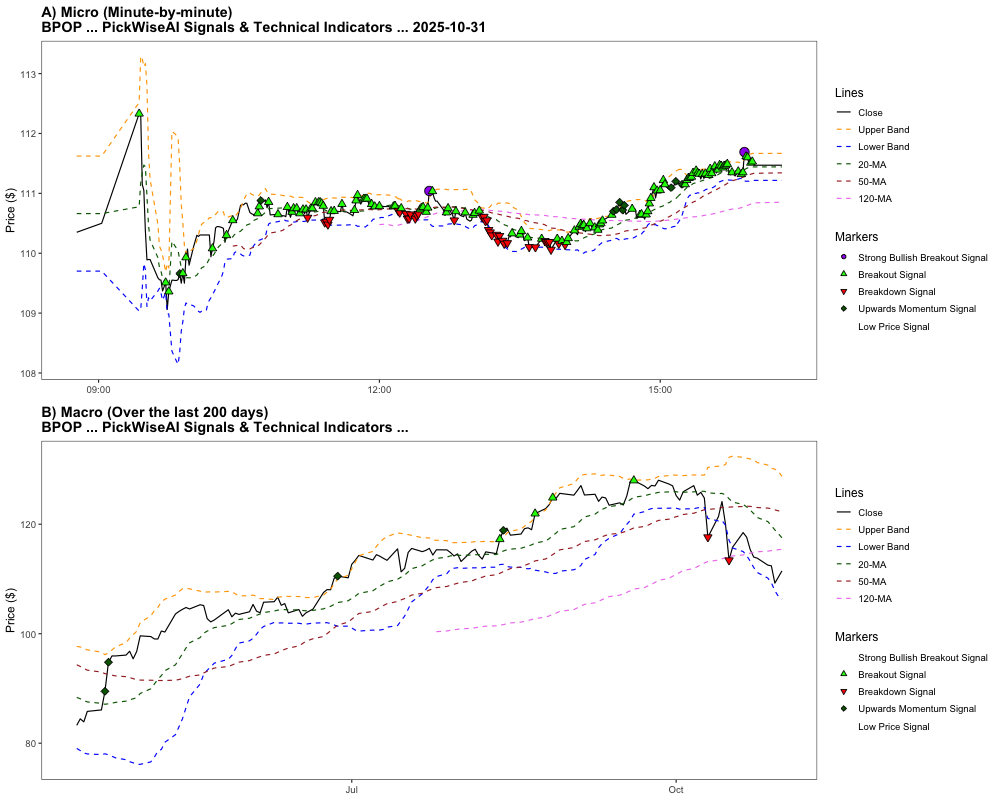 A) Micro (Minute-by-minute)
BPOP ... PickWiseAI Signals & Technical Indicators ... 2025-10-31
Price ($)
113
112
111
110
109
108
09:00
12:00
15:00
Lines
Close
Upper Band
Lower Band
20-MA
50-MA
120-MA
Markers
Strong Bullish Breakout Signal
Breakout Signal
Breakdown Signal
Upwards Momentum Signal
Low Price Signal
B) Macro (Over the last 200 days)
BPOP ... PickWiseAI Signals & Technical Indicators ...
Price ($)
120
100
80
Jul
Oct
Lines
Close
Upper Band
Lower Band
20-MA
50-MA
120-MA
Markers
Strong Bullish Breakout Signal
Breakout Signal
Breakdown Signal
Upwards Momentum Signal
Low Price Signal